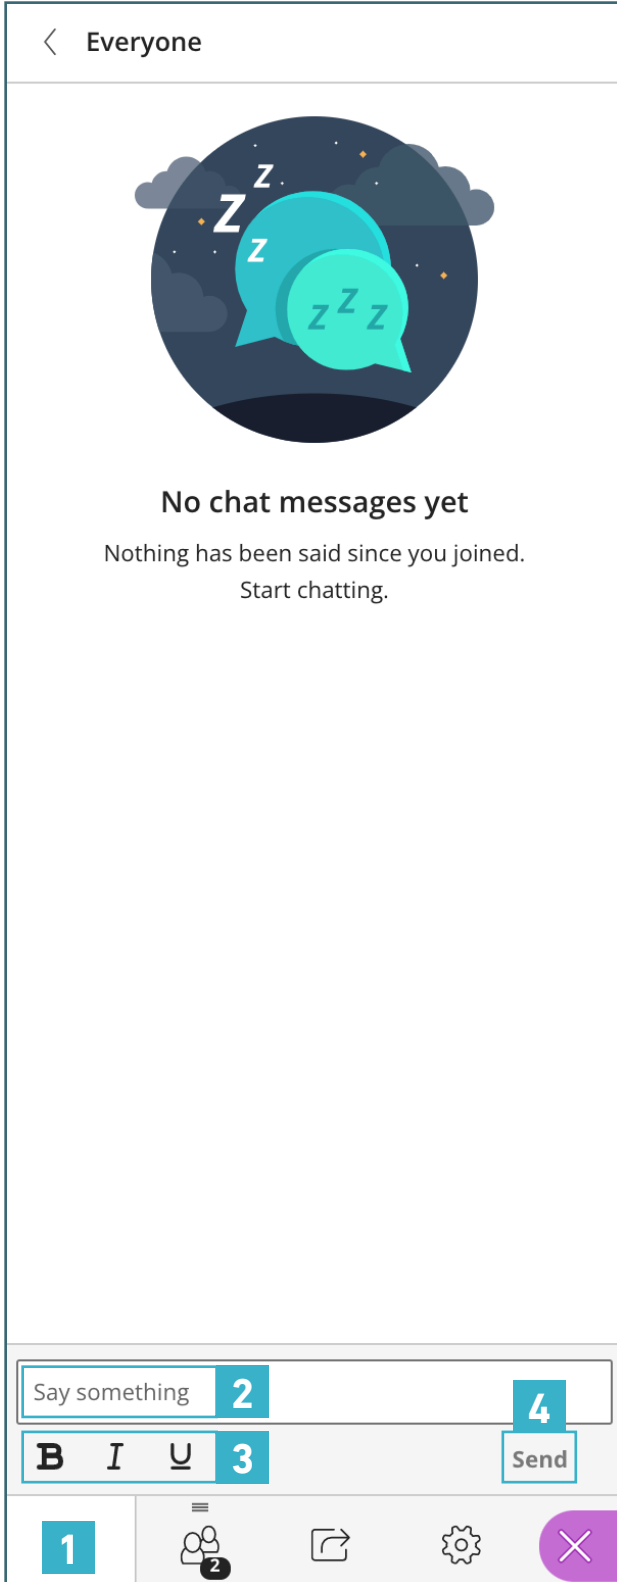 Everyone
Z
Z
Z
Z Z Z
No chat messages yet
Nothing has been said since you joined.
Start chatting.
Say something 2
4
B I U 3
Send
1
2